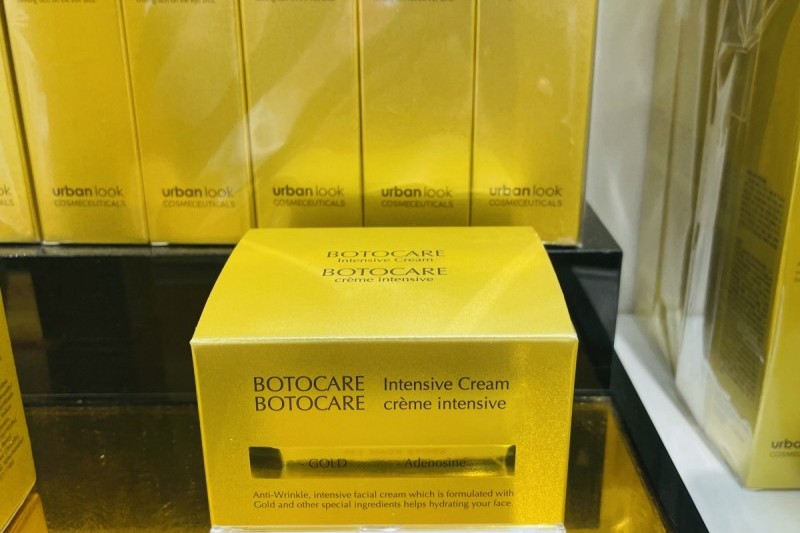 urban look
COSMECEUTICALS
urban look
COSMECEUTICALS
urban look
COSMECEUTICALS
urban look
COSMECEUTICALS
urban look
COSMECEUTICALS
BOTOCARE
Intensive Cream
BOTOCARE
crème intensive
BOTOCARE Intensive Cream
BOTOCARE crème intensive
- GOLD - Adenosine
Anti-Wrinkle, intensive facial cream which is formulated with
Gold and other special ingredients helps hydrating your face.